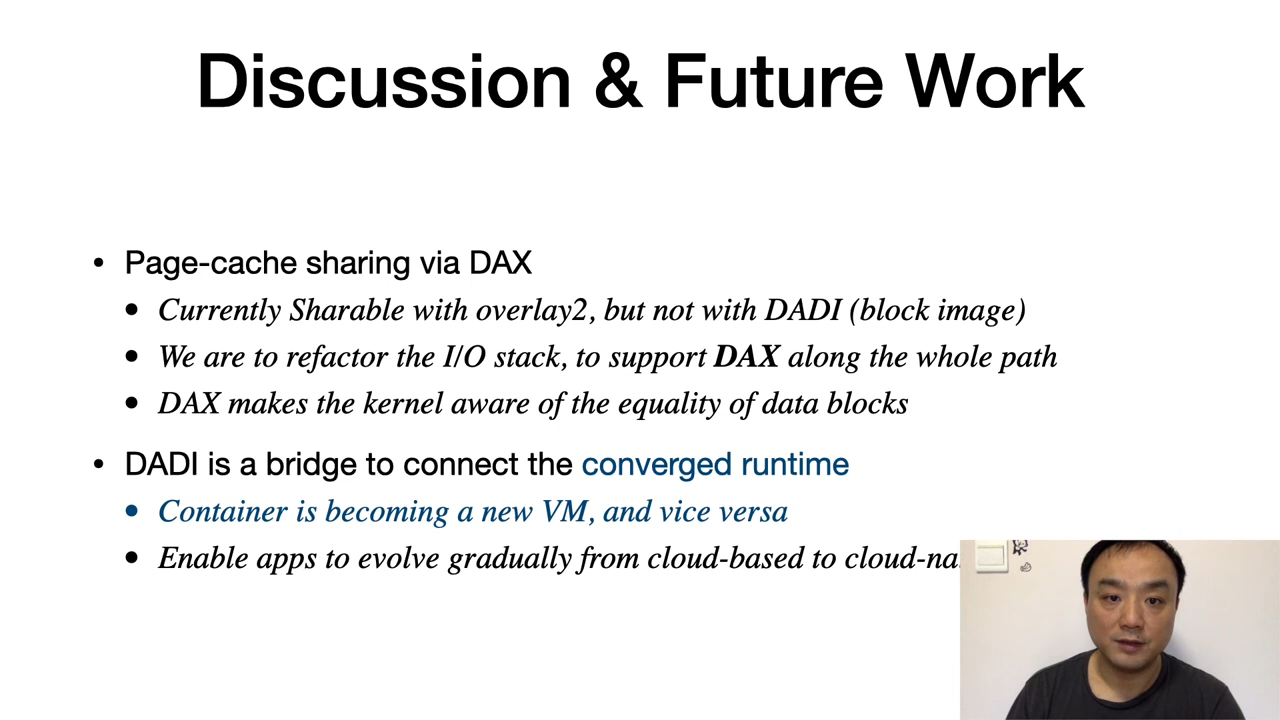 Discussion & Future Work
• Page-cache sharing via DAX
• Currently Sharable with overlay2, but not with DADI (block image)
• We are to refactor the I/O stack, to support DAX along the whole path
• DAX makes the kernel aware of the equality of data blocks
• DADI is a bridge to connect the converged runtime
• Container is becoming a new VM, and vice versa
• Enable apps to evolve gradually from cloud-based to